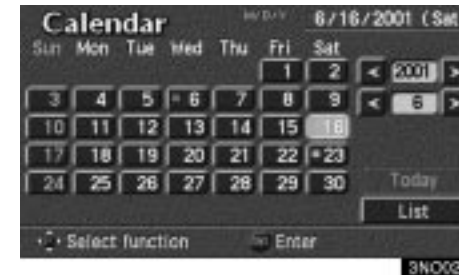 Calendar M/D/Y 6/16/2001 (Sat
Sun Mon Tue Wed Thu Fri Sat
1 2 < 2001 >
3 4 5 6 7 8 9 < 6 >
10 11 12 13 14 15 16
17 18 19 20 21 22 23
24 25 26 27 28 29 30 Today
List
Select function Enter
3NO03